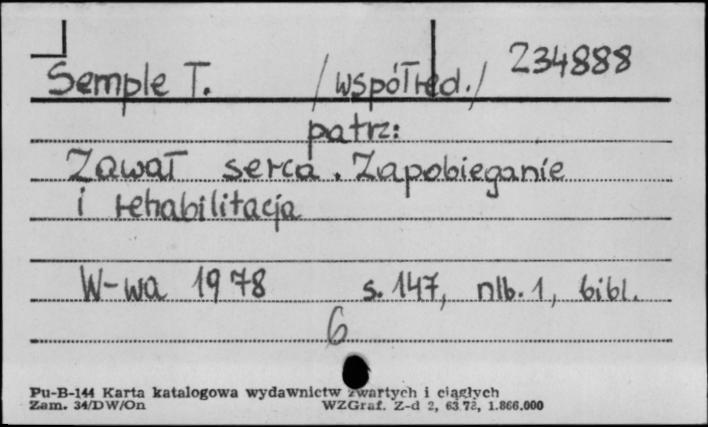 234888
Semple T. /współred./
patrz:
Zawał serca. Zapobieganie
i rehabilitacja
W-wa 1978 s. 147, nlb. 1, bibl.
6
Pu-B-144 Karta katalogowa wydawnictw zwartych i ciągłych
Zam. 34/DW/On WZGraf. Z-d 2, 63.72, 1.866.000